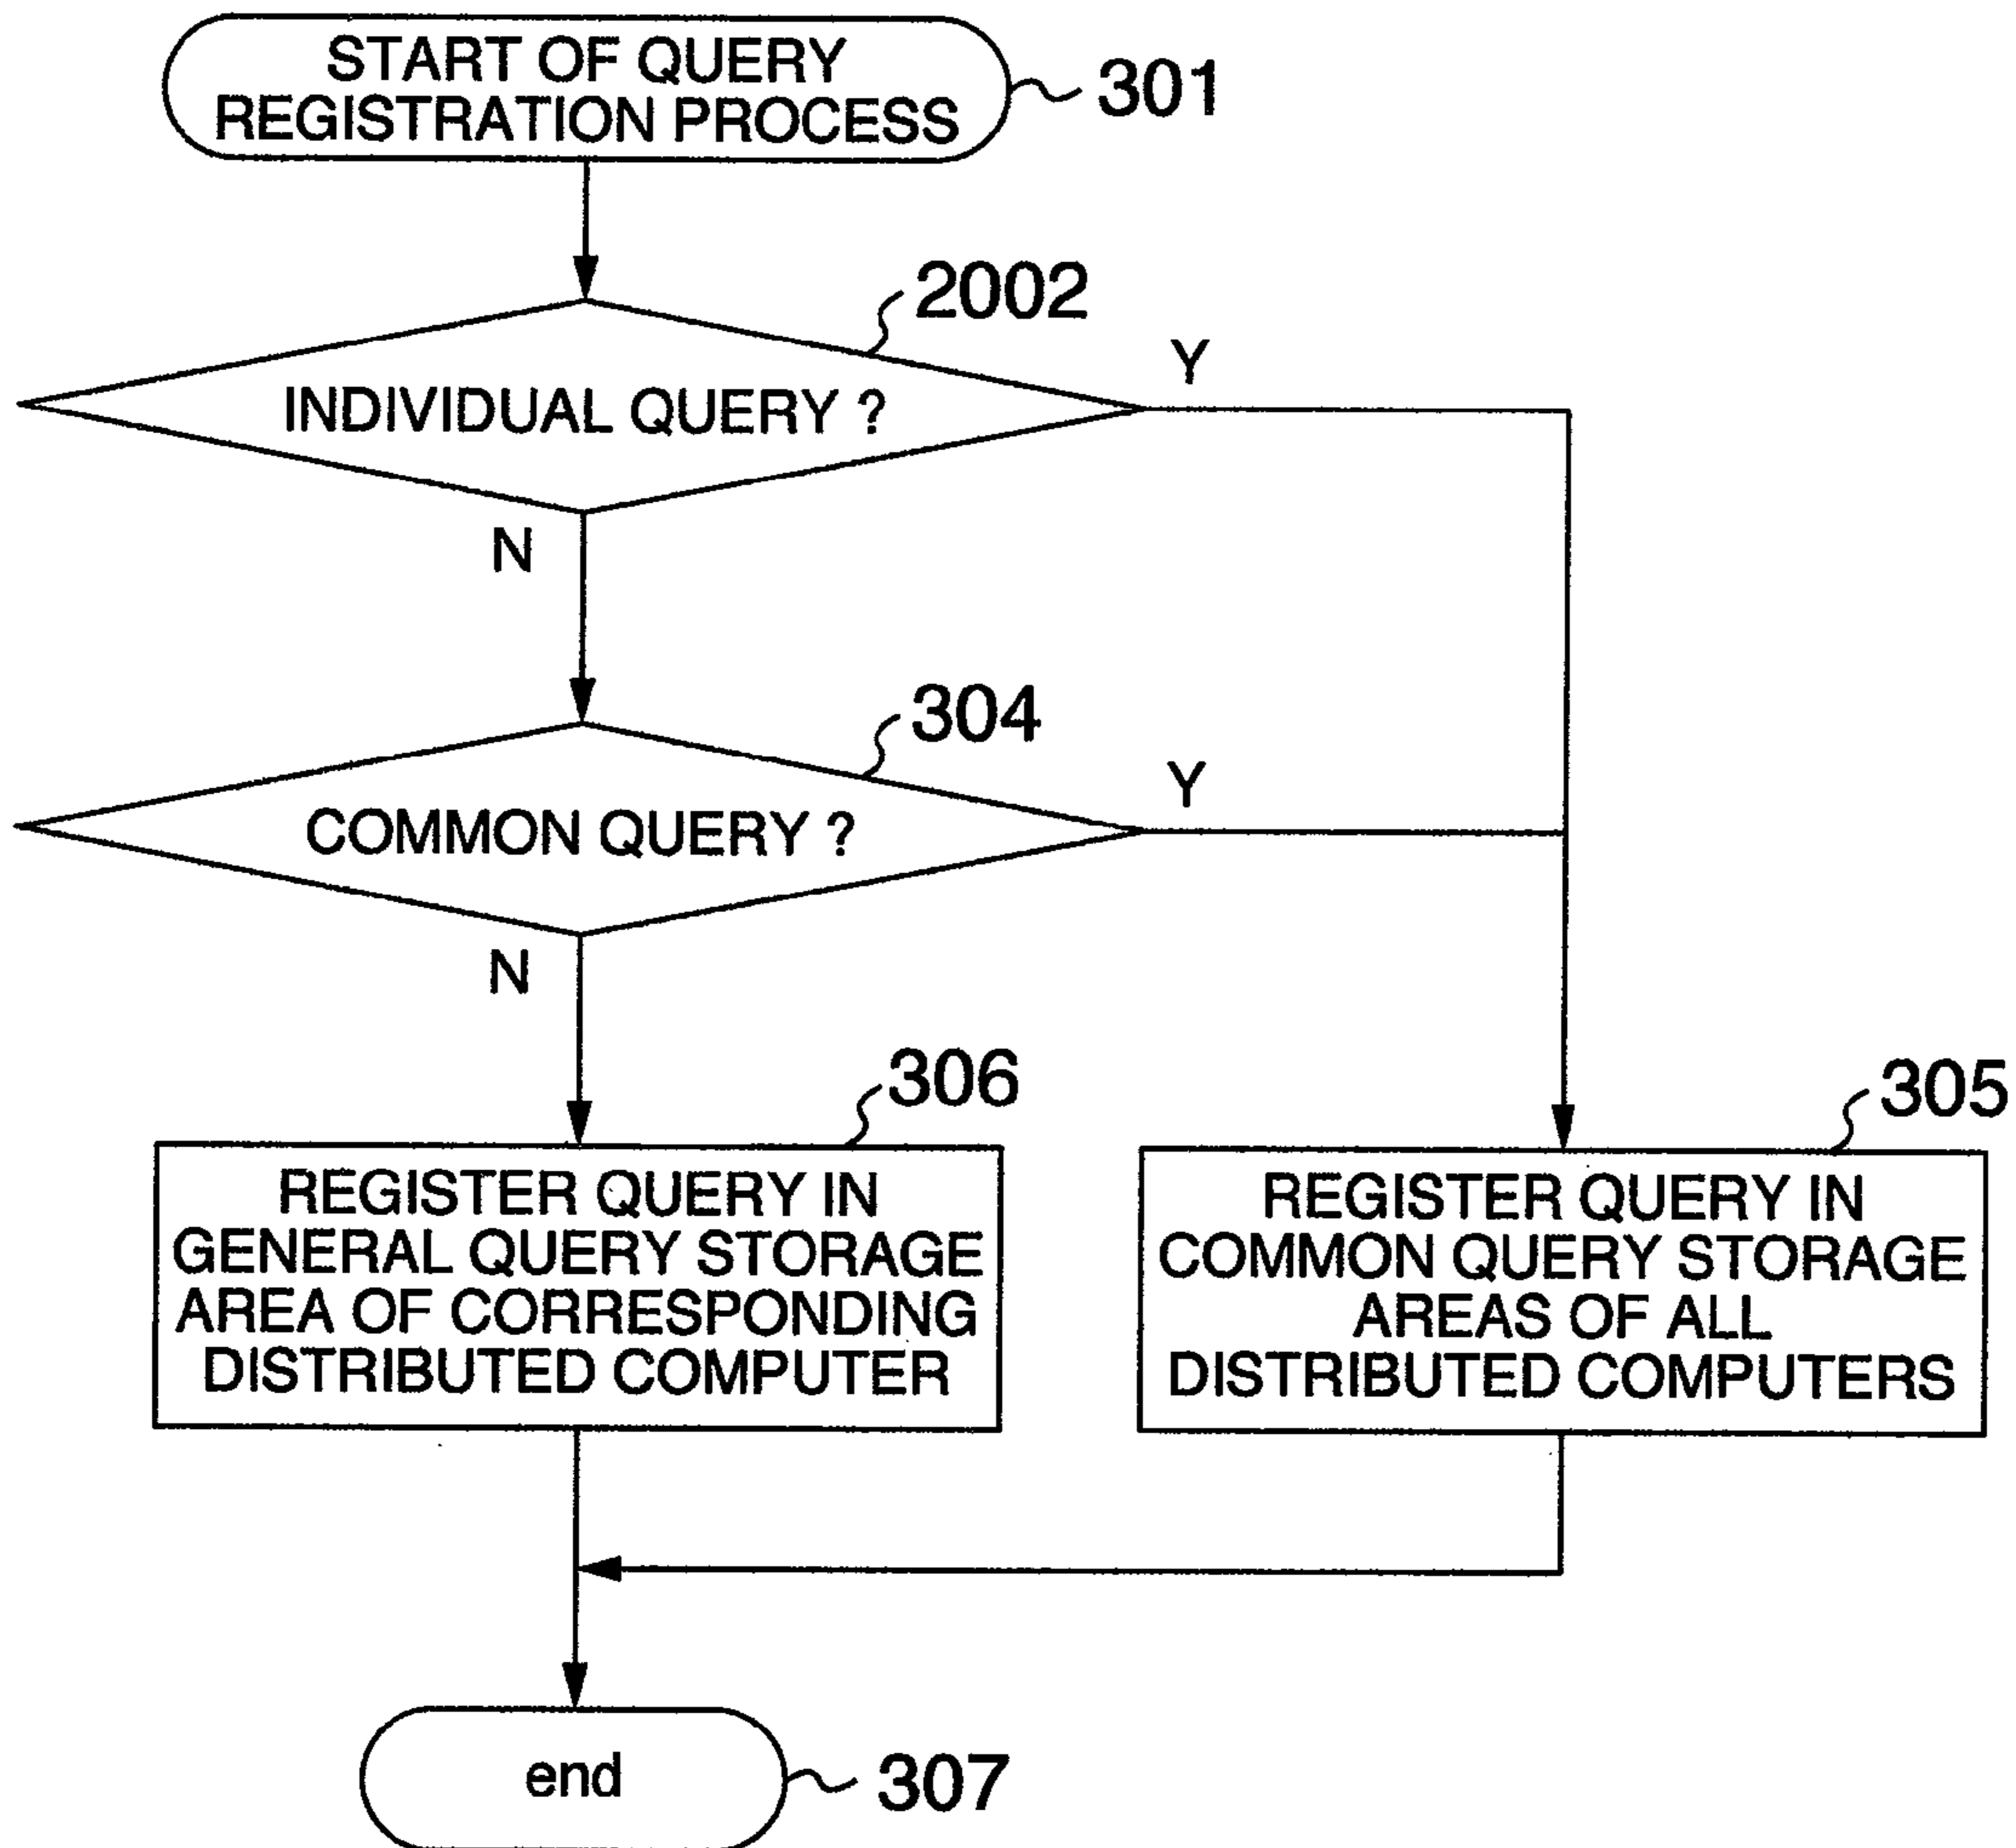 START OF QUERY
REGISTRATION PROCESS
301
2002
INDIVIDUAL QUERY ?
Y
N
304
COMMON QUERY ?
Y
N
306
REGISTER QUERY IN
GENERAL QUERY STORAGE
AREA OF CORRESPONDING
DISTRIBUTED COMPUTER
305
REGISTER QUERY IN
COMMON QUERY STORAGE
AREAS OF ALL
DISTRIBUTED COMPUTERS
end
307